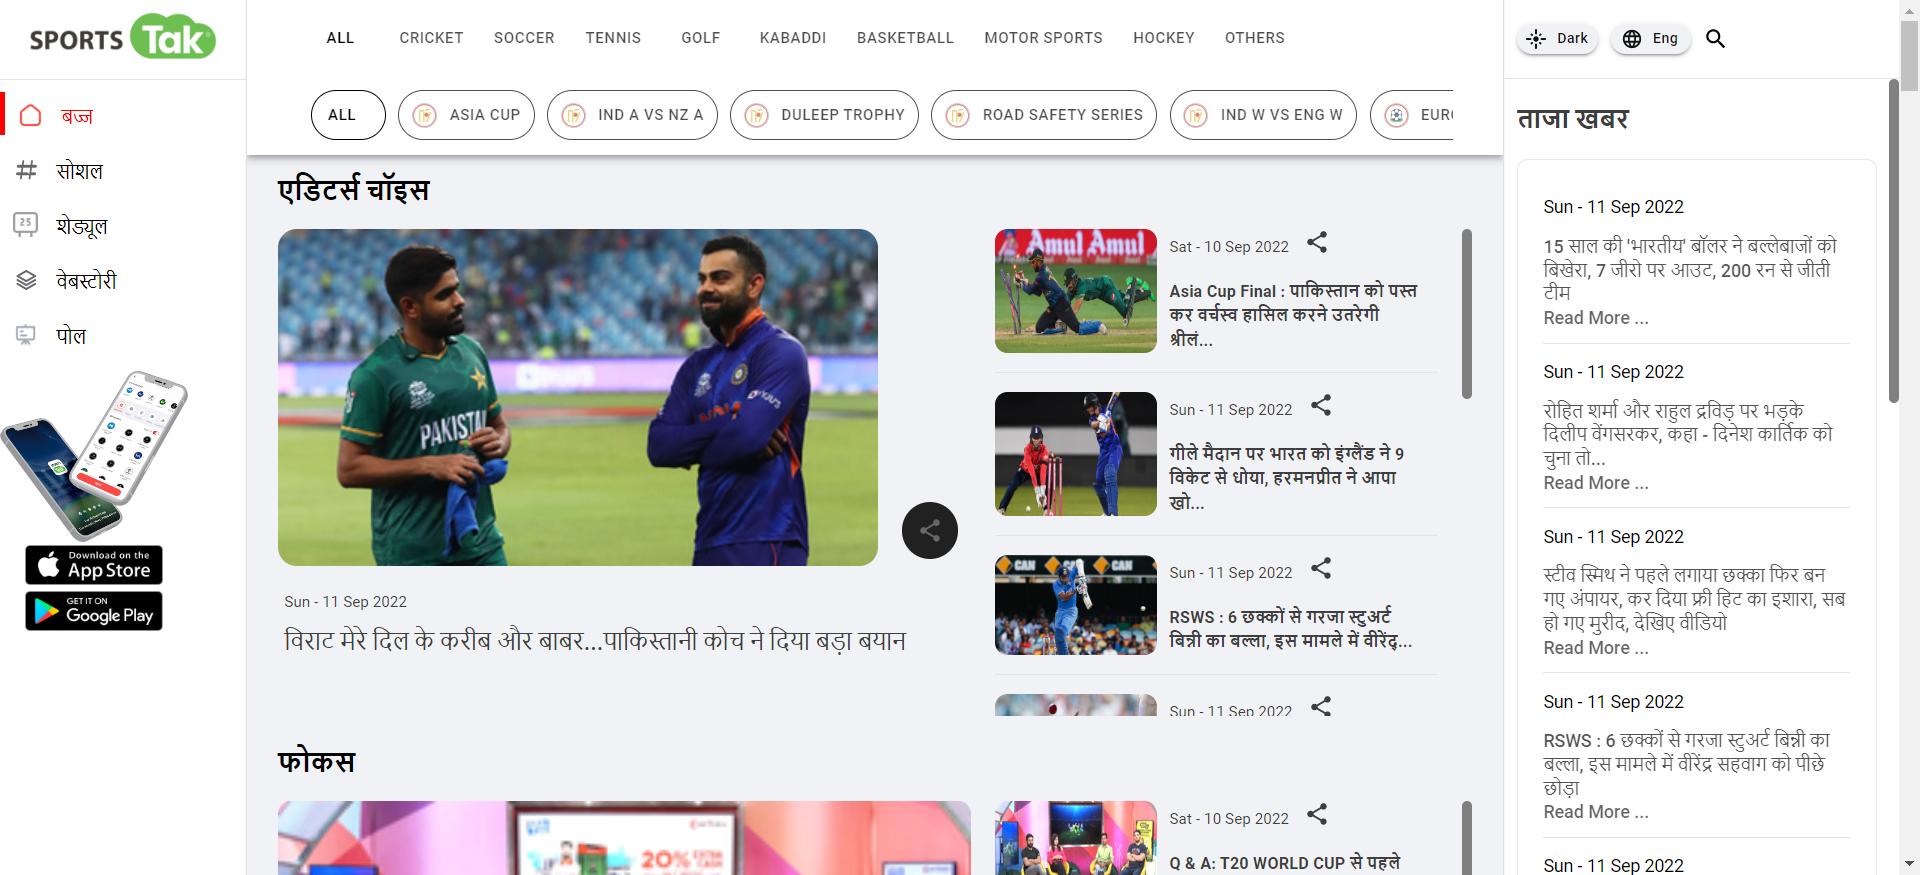 SPORTS Tak
बज्ज
सोशल
25
शेड्यूल
वेबस्टोरी
पोल
Download on the
App Store
GET IT ON
Google Play
ALL CRICKET SOCCER TENNIS GOLF KABADDI BASKETBALL MOTOR SPORTS HOCKEY OTHERS
ALL ASIA CUP IND A VS NZ A DULEEP TROPHY ROAD SAFETY SERIES IND W VS ENG W
एडिटर्स चॉइस
PAKISTAN
Sun - 11 Sep 2022
विराट मेरे दिल के करीब और बाबर...पाकिस्तानी कोच ने दिया बड़ा बयान
Amul Amul
Sat - 10 Sep 2022
Asia Cup Final : पाकिस्तान को पस्त
कर वर्चस्व हासिल करने उतरेगी
श्रीलं...
Sun - 11 Sep 2022
गीले मैदान पर भारत को इंग्लैंड ने 9
विकेट से धोया, हरमनप्रीत ने आपा
खो...
CAN CAN
Sun - 11 Sep 2022
RSWS : 6 छक्कों से गरजा स्टुअर्ट
बिन्नी का बल्ला, इस मामले में वीरेंद्...
Sun - 11 Sep 2022
फोकस
20%
Sat - 10 Sep 2022
Q & A: T20 WORLD CUP से पहले
Dark Eng
ताजा खबर
Sun - 11 Sep 2022
15 साल की 'भारतीय' बॉलर ने बल्लेबाजों को
बिखेरा, 7 जीरो पर आउट, 200 रन से जीती
टीम
Read More ...
Sun - 11 Sep 2022
रोहित शर्मा और राहुल द्रविड़ पर भड़के
दिलीप वेंगसरकर, कहा - दिनेश कार्तिक को
चुना तो...
Read More ...
Sun - 11 Sep 2022
स्टीव स्मिथ ने पहले लगाया छक्का फिर बन
गए अंपायर, कर दिया फ्री हिट का इशारा, सब
हो गए मुरीद, देखिए वीडियो
Read More ...
Sun - 11 Sep 2022
RSWS : 6 छक्कों से गरजा स्टुअर्ट बिन्नी का
बल्ला, इस मामले में वीरेंद्र सहवाग को पीछे
छोड़ा
Read More ...
Sun - 11 Sep 2022